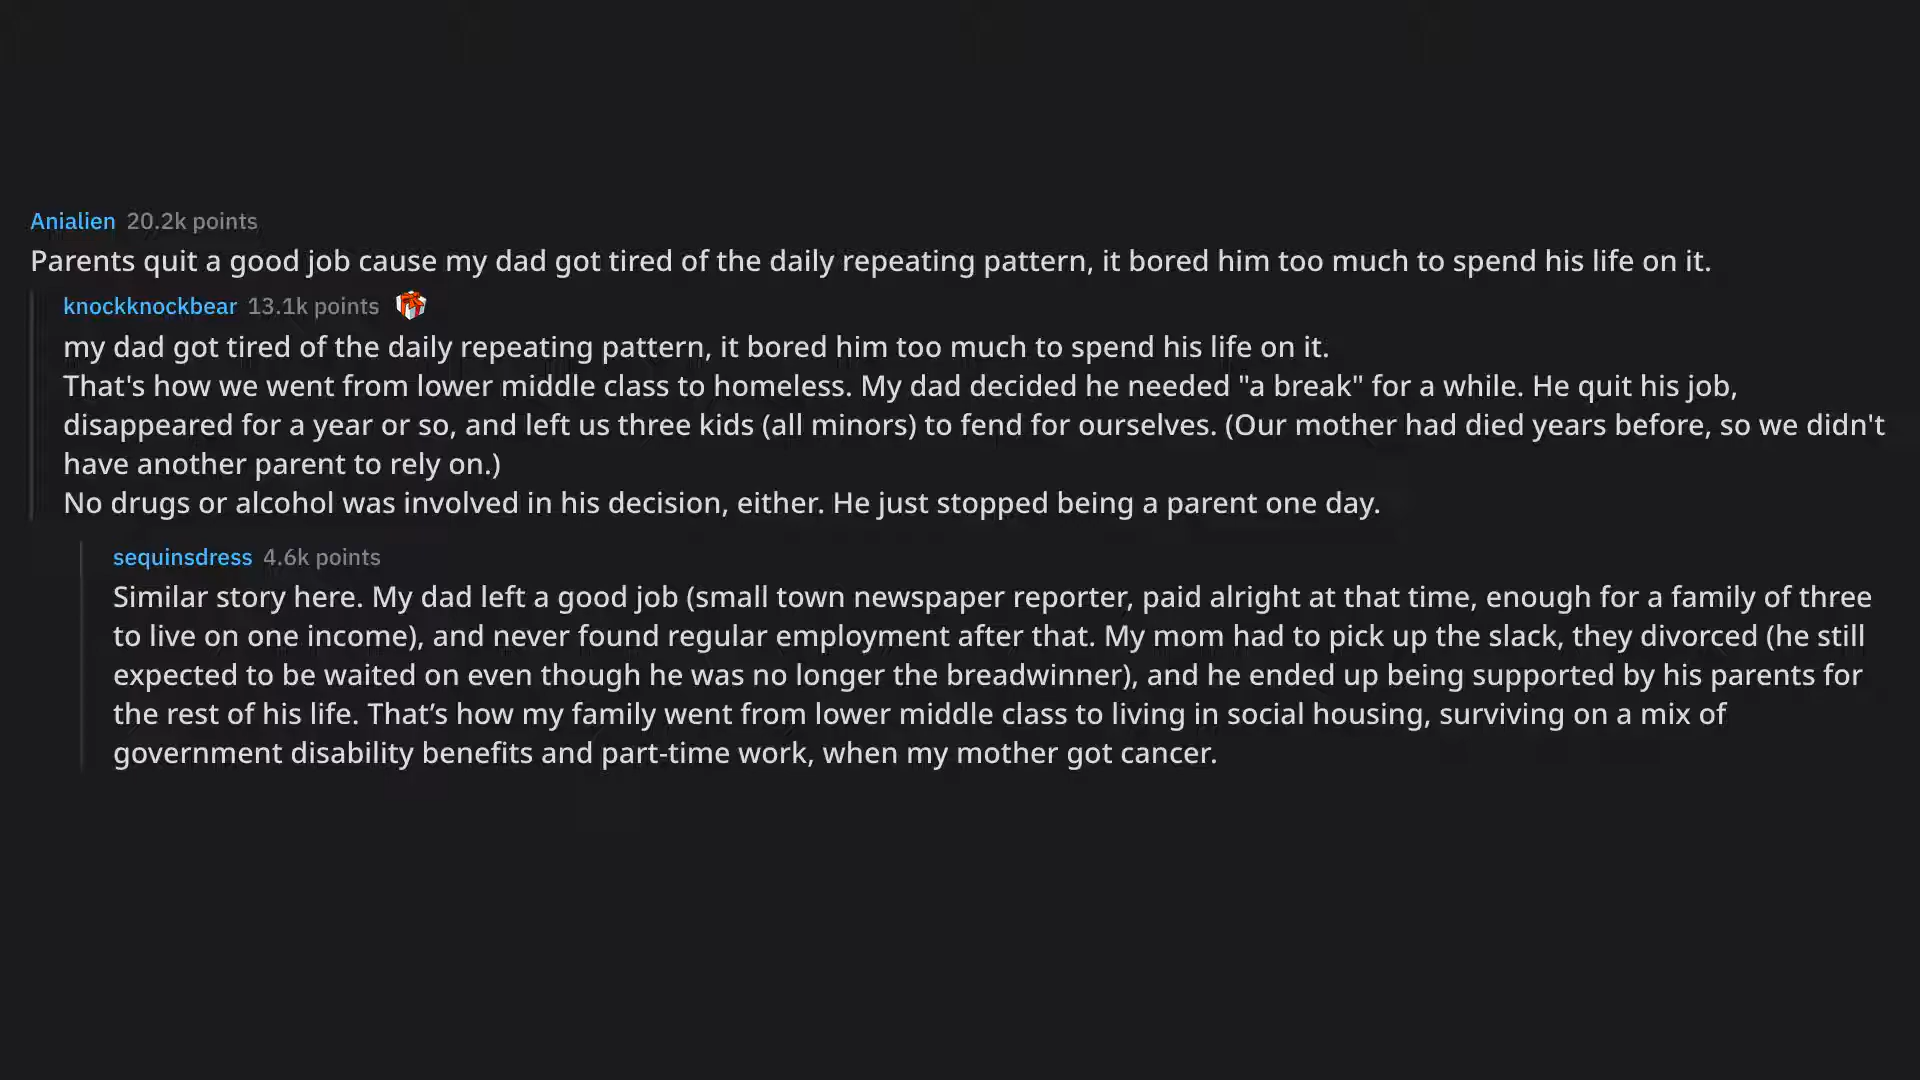 Anialien 20.2k points
Parents quit a good job cause my dad got tired of the daily repeating pattern, it bored him too much to spend his life on it.
knockknockbear 13.1k points
my dad got tired of the daily repeating pattern, it bored him too much to spend his life on it.
That's how we went from lower middle class to homeless. My dad decided he needed "a break" for a while. He quit his job,
disappeared for a year or so, and left us three kids (all minors) to fend for ourselves. (Our mother had died years before, so we didn't
have another parent to rely on.)
No drugs or alcohol was involved in his decision, either. He just stopped being a parent one day.
sequinsdress 4.6k points
Similar story here. My dad left a good job (small town newspaper reporter, paid alright at that time, enough for a family of three
to live on one income), and never found regular employment after that. My mom had to pick up the slack, they divorced (he still
expected to be waited on even though he was no longer the breadwinner), and he ended up being supported by his parents for
the rest of his life. That’s how my family went from lower middle class to living in social housing, surviving on a mix of
government disability benefits and part-time work, when my mother got cancer.